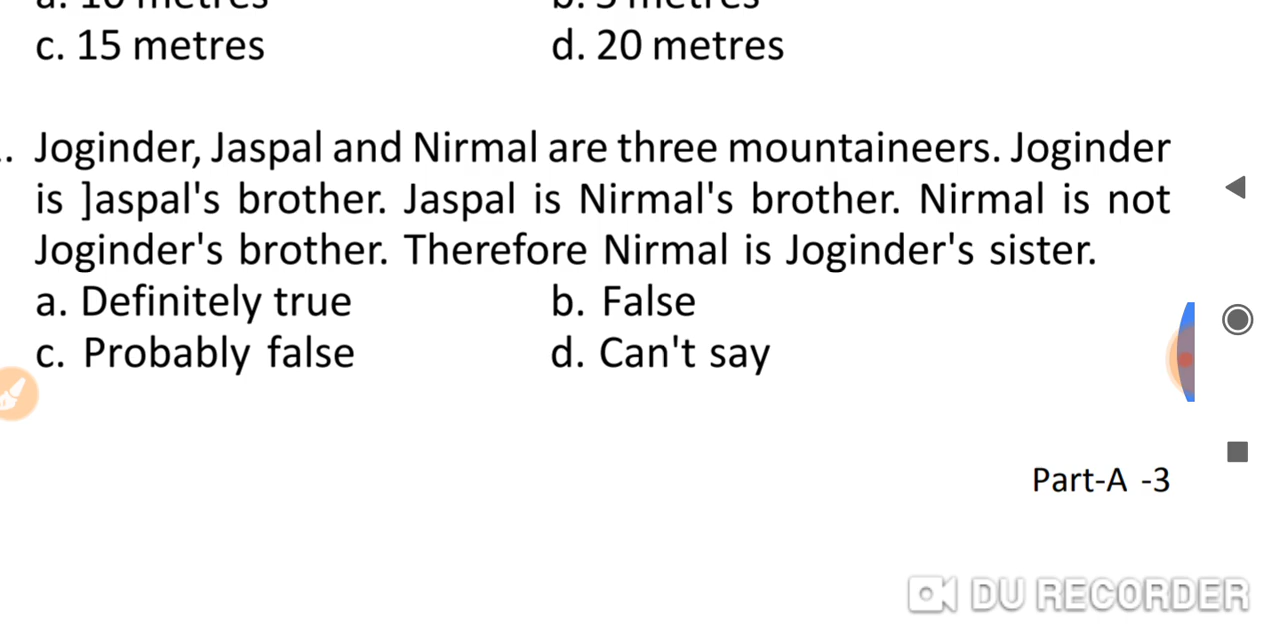 c. 15 metres d. 20 metres
. Joginder, Jaspal and Nirmal are three mountaineers. Joginder
is ]aspal's brother. Jaspal is Nirmal's brother. Nirmal is not
Joginder's brother. Therefore Nirmal is Joginder's sister.
a. Definitely true b. False
c. Probably false d. Can't say
Part-A -3
DU RECORDER